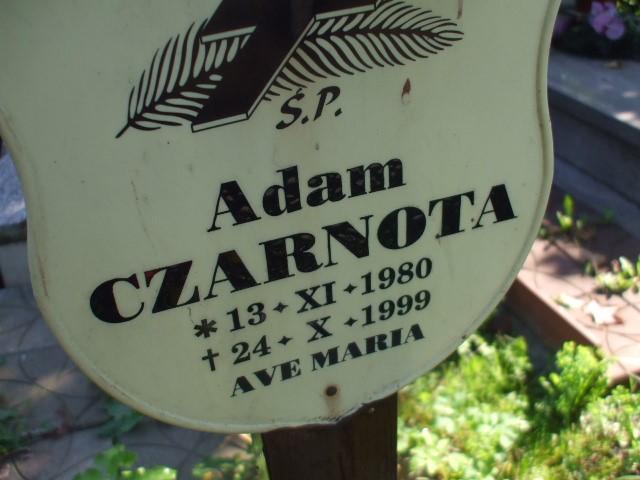 Ś.P.
Adam
CZARNOTA
* 13 ✦ XI ✦ 1980
† 24 ✦ X ✦ 1999
AVE MARIA